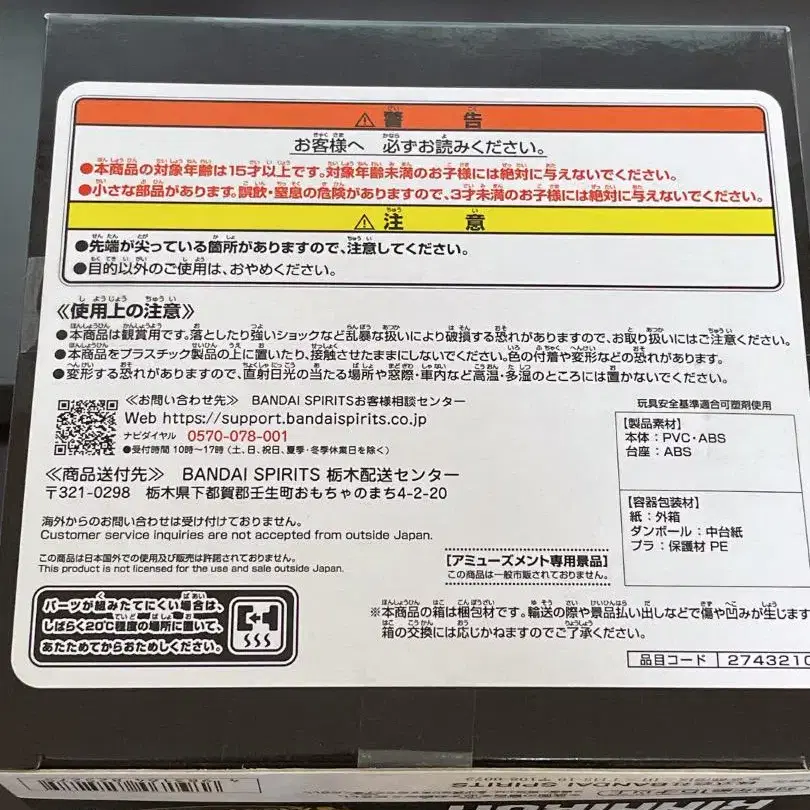 ⚠警告
お客様へ 必ずお読みください。
●本商品の対象年齢は15才以上です。対象年齢未満のお子様には絶対に与えないでください。
●小さな部品があります。誤飲・窒息の危険がありますので、3才未満のお子様には絶対に与えないでください。
⚠注意
●先端が尖っている箇所がありますので、注意してください。
●目的以外のご使用は、おやめください。
≪使用上の注意≫
●本商品は観賞用です。落としたり強いショックなど乱暴な扱いにより破損する恐れがありますので、お取り扱いにはご注意ください。
●本商品をプラスチック製品の上に置いたり、接触させたままにしないでください。色の付着や変形などの恐れがあります。
●変形する恐れがありますので、直射日光の当たる場所や窓際・車内など高温・多湿のところには置かないでください。
≪お問い合わせ先≫ BANDAI SPIRITSお客様相談センター
Web https://support.bandaispirits.co.jp
ナビダイヤル 0570-078-001
●受付時間 10時〜17時(土、日、祝日、夏季・冬季休業日を除く)
≪商品送付先≫ BANDAI SPIRITS 栃木配送センター
〒321-0298 栃木県下都賀郡壬生町おもちゃのまち4-2-20
海外からのお問い合わせは受け付けておりません。
Customer service inquiries are not accepted from outside Japan.
この商品は日本国外での使用及び販売は許諾されておりません。
This product is not licensed for the use and sale outside Japan.
玩具安全基準適合可塑剤使用
【製品素材】
本体：PVC・ABS
台座：ABS
【容器包装材】
紙：外箱
ダンボール：中台紙
プラ：保護材 PE
【アミューズメント専用景品】
この商品は一般市販されておりません。
パーツが組みたてにくい場合は、
しばらく20℃程度の場所に置いて、
あたためてからおためしください。
※本商品の箱は梱包材です。輸送の際や景品払い出しなどで傷や凹みが生じます
箱の交換には応じかねますのでご了承ください。
品目コード 2743210
BANDAI SPIRITS